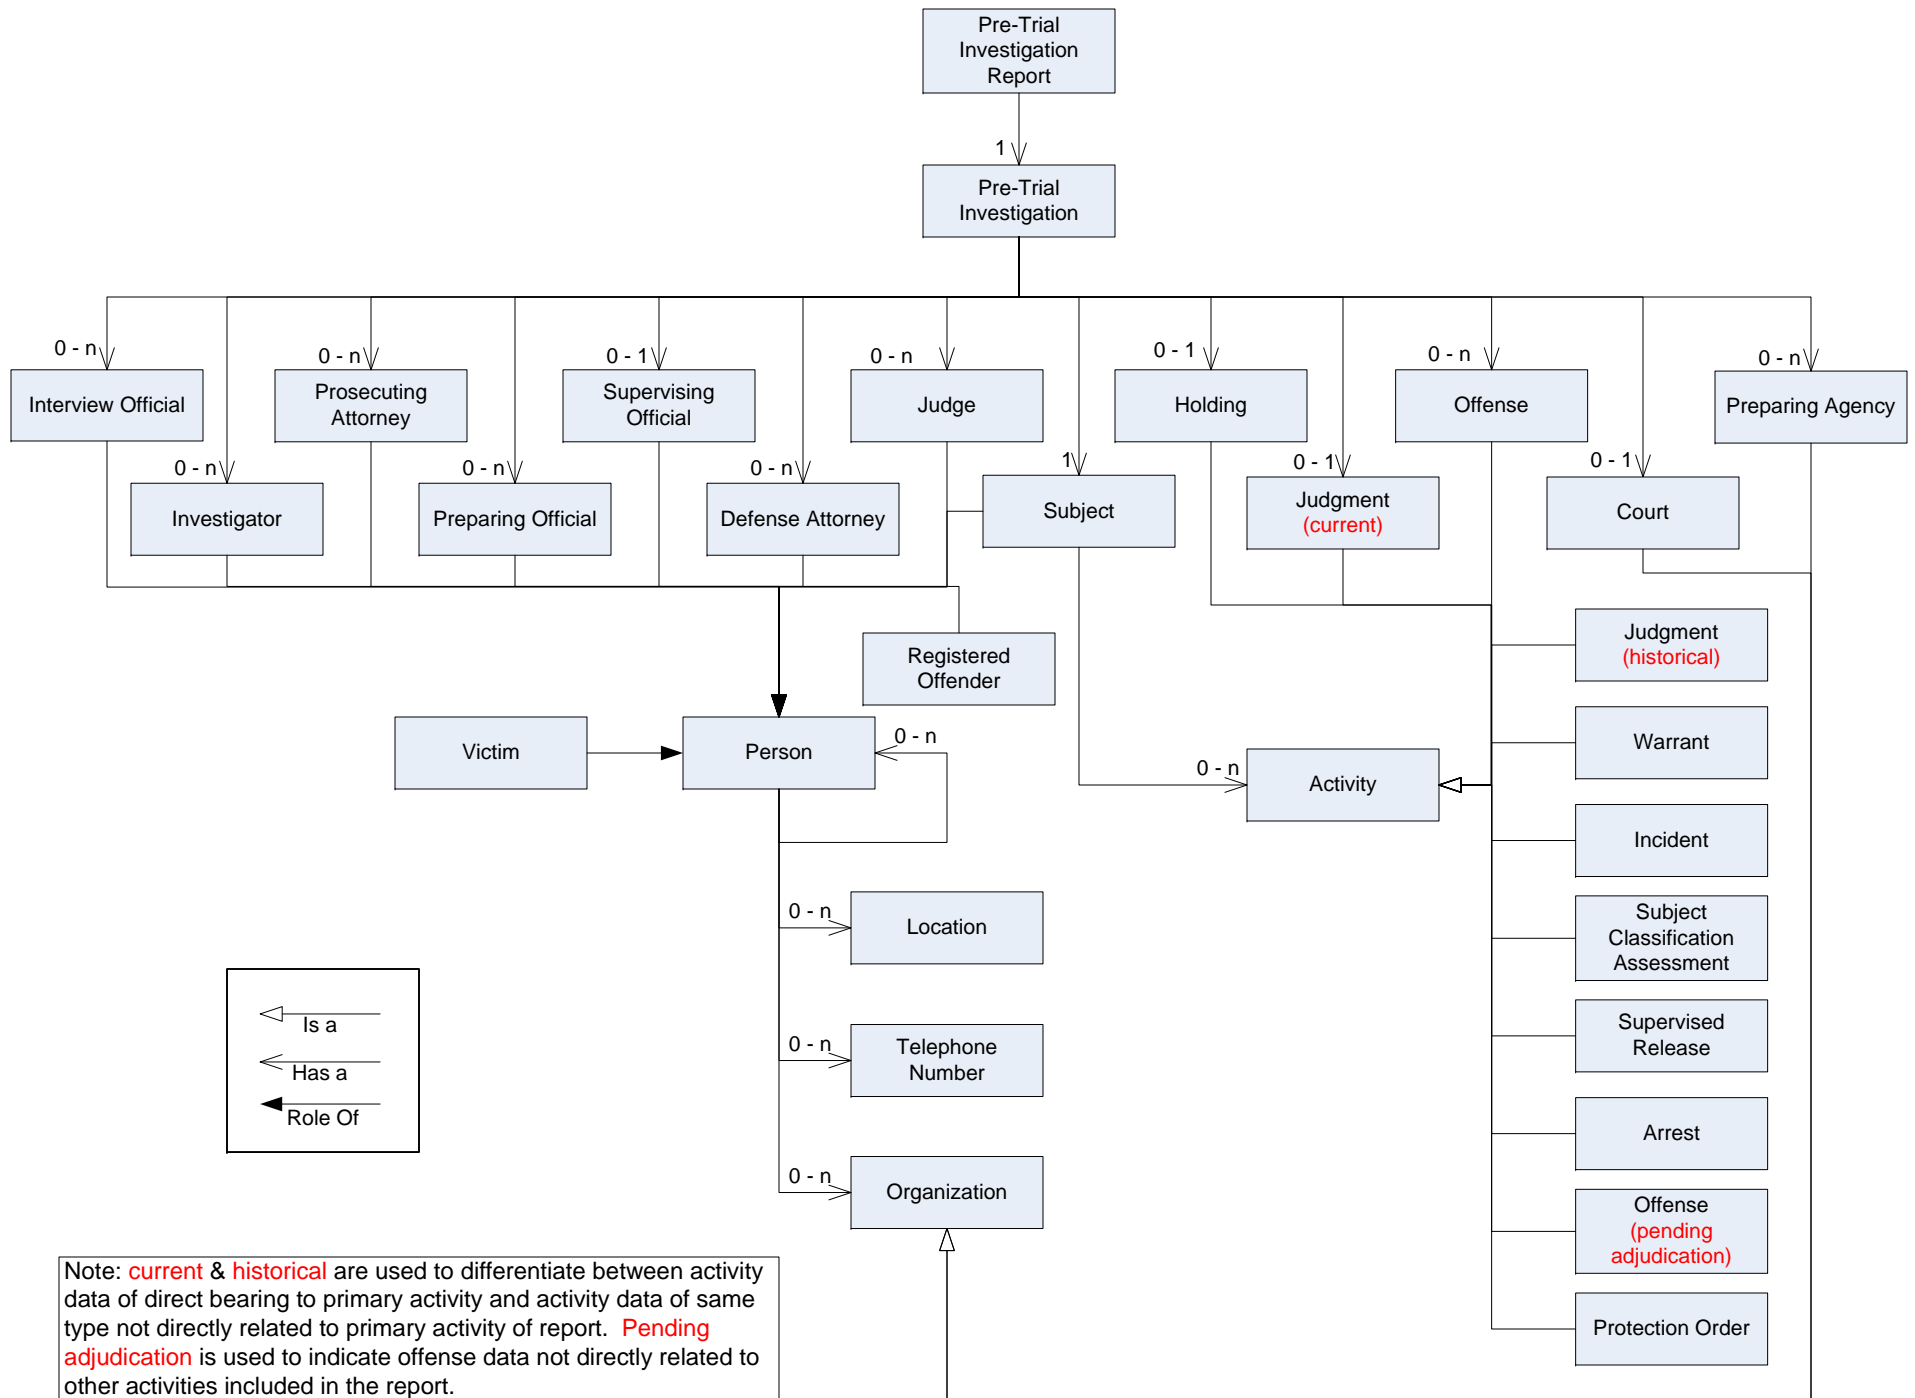 Pre-Trial
Investigation
Report
1
Pre-Trial
Investigation
0 - n
0 - n
0 - 1
0 - n
0 - 1
0 - n
0 - n
Interview Official
Prosecuting
Attorney
Supervising
Official
Judge
Holding
Offense
Preparing Agency
0 - n
0 - n
0 - n
1
0 - 1
0 - 1
Investigator
Preparing Official
Defense Attorney
Subject
Judgment
(current)
Court
Registered
Offender
Judgment
(historical)
Victim
Person
0 - n
Warrant
0 - n
Activity
Incident
0 - n
Location
Subject
Classification
Assessment
Is a
Has a
Role Of
0 - n
Telephone
Number
Supervised
Release
Arrest
0 - n
Organization
Offense
(pending
adjudication)
Protection Order
Note: current & historical are used to differentiate between activity
data of direct bearing to primary activity and activity data of same
type not directly related to primary activity of report.  Pending
adjudication is used to indicate offense data not directly related to
other activities included in the report.